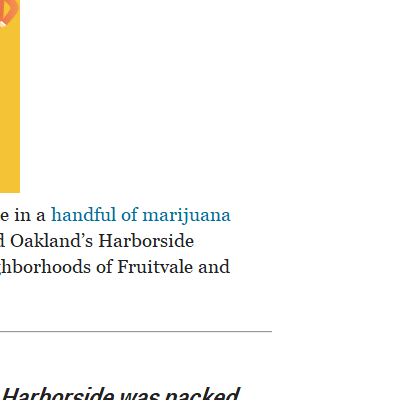 e in a handful of marijuana
Oakland’s Harborside
hborhoods of Fruitvale and
Harborside was packed